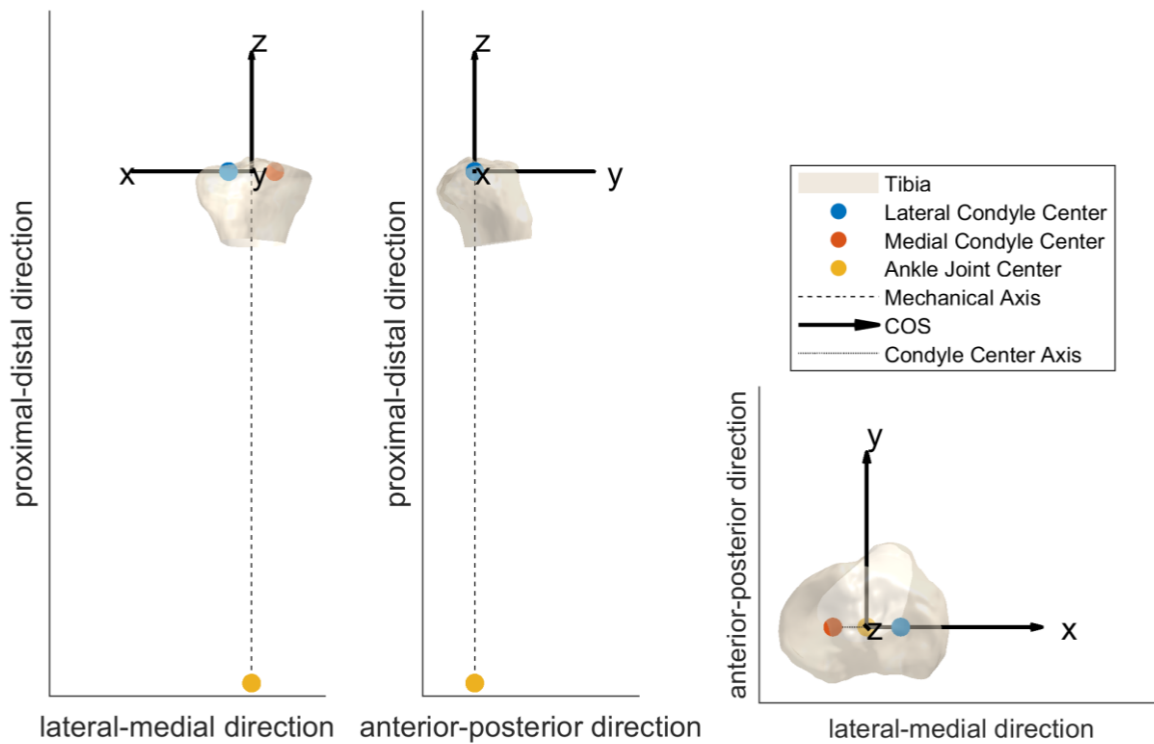 z
x
y
proximal-distal direction
lateral-medial direction
z
x
y
proximal-distal direction
anterior-posterior direction
Tibia
Lateral Condyle Center
Medial Condyle Center
Ankle Joint Center
Mechanical Axis
COS
Condyle Center Axis
y
z
x
anterior-posterior direction
lateral-medial direction